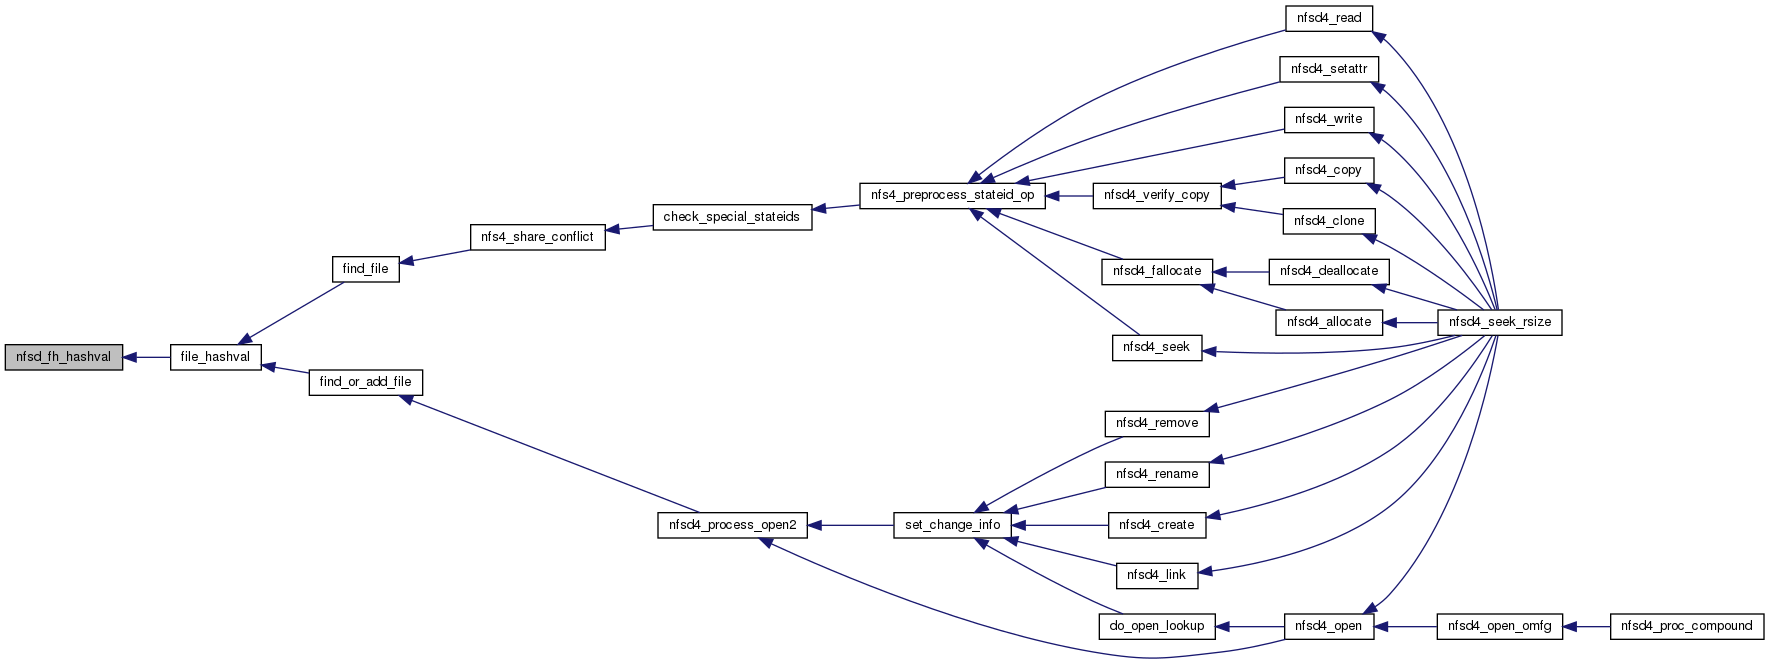 nfsd4_read
nfsd4_setattr
nfsd4_write
nfsd4_copy
nfs4_preprocess_stateid_op
nfsd4_verify_copy
check_special_stateids
nfsd4_clone
nfs4_share_conflict
find_file
nfsd4_fallocate
nfsd4_deallocate
nfsd4_allocate
nfsd4_seek_rsize
nfsd4_seek
nfsd_fh_hashval
file_hashval
find_or_add_file
nfsd4_remove
nfsd4_rename
nfsd4_process_open2
set_change_info
nfsd4_create
nfsd4_link
do_open_lookup
nfsd4_open
nfsd4_open_omfg
nfsd4_proc_compound